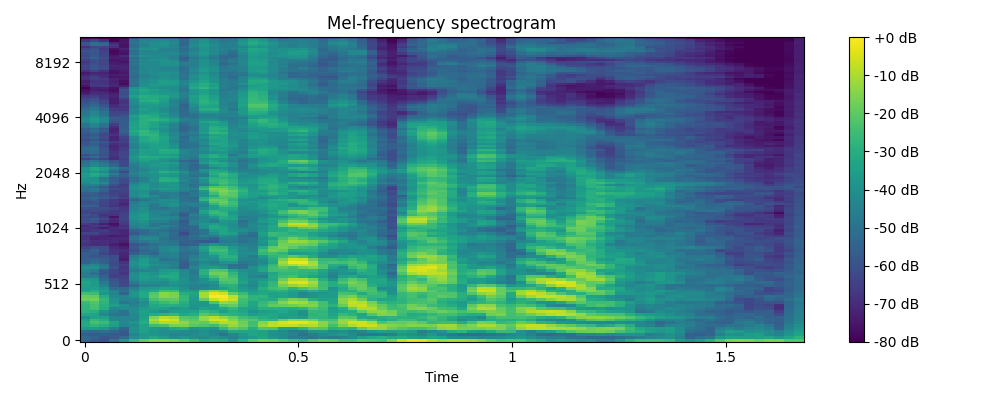 Mel-frequency spectrogram
Hz
8192
4096
2048
1024
512
0
0 0.5 1 1.5
Time
+0 dB
-10 dB
-20 dB
-30 dB
-40 dB
-50 dB
-60 dB
-70 dB
-80 dB